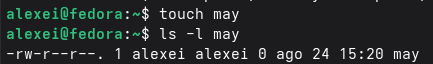 alexei@fedora:~$ touch may
alexei@fedora:~$ ls -l may
-rw-r--r--. 1 alexei alexei 0 ago 24 15:20 may